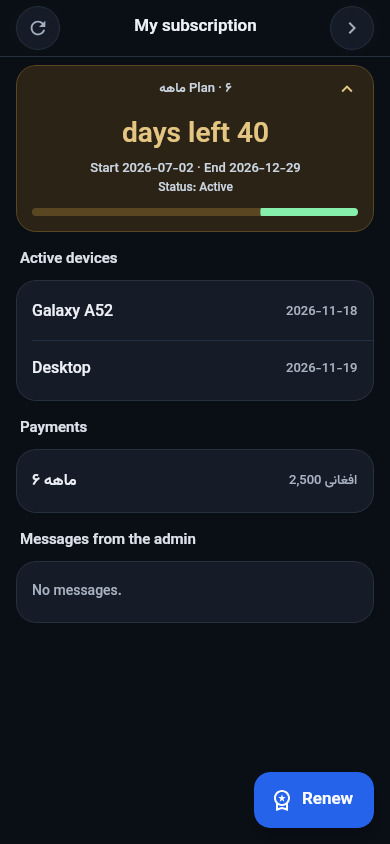 My subscription
Plan · ۶ ماهه
days left 40
Start 2026-07-02 · End 2026-12-29
Status: Active
Active devices
Galaxy A52
2026-11-18
Desktop
2026-11-19
Payments
۶ ماهه
2,500 افغانی
Messages from the admin
No messages.
Renew